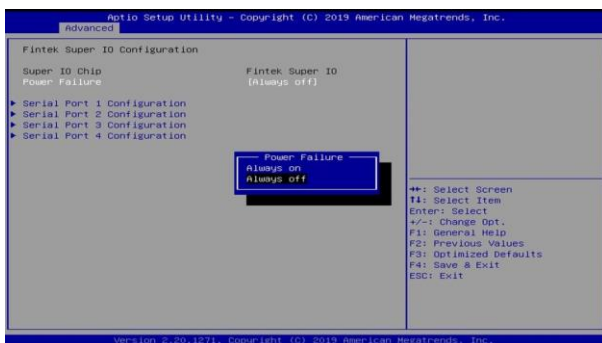 Aptio Setup Utility – Copyright (C) 2019 American Megatrends, Inc.
Advanced
Fintek Super IO Configuration
Super IO Chip Fintek Super IO
Power Failure [Always off]
▶ Serial Port 1 Configuration
▶ Serial Port 2 Configuration
▶ Serial Port 3 Configuration
▶ Serial Port 4 Configuration
Power Failure
Always on
Always off
→←: Select Screen
↑↓: Select Item
Enter: Select
+/-: Change Opt.
F1: General Help
F2: Previous Values
F3: Optimized Defaults
F4: Save & Exit
ESC: Exit
Version 2.20.1271. Copyright (C) 2019 American Megatrends, Inc.